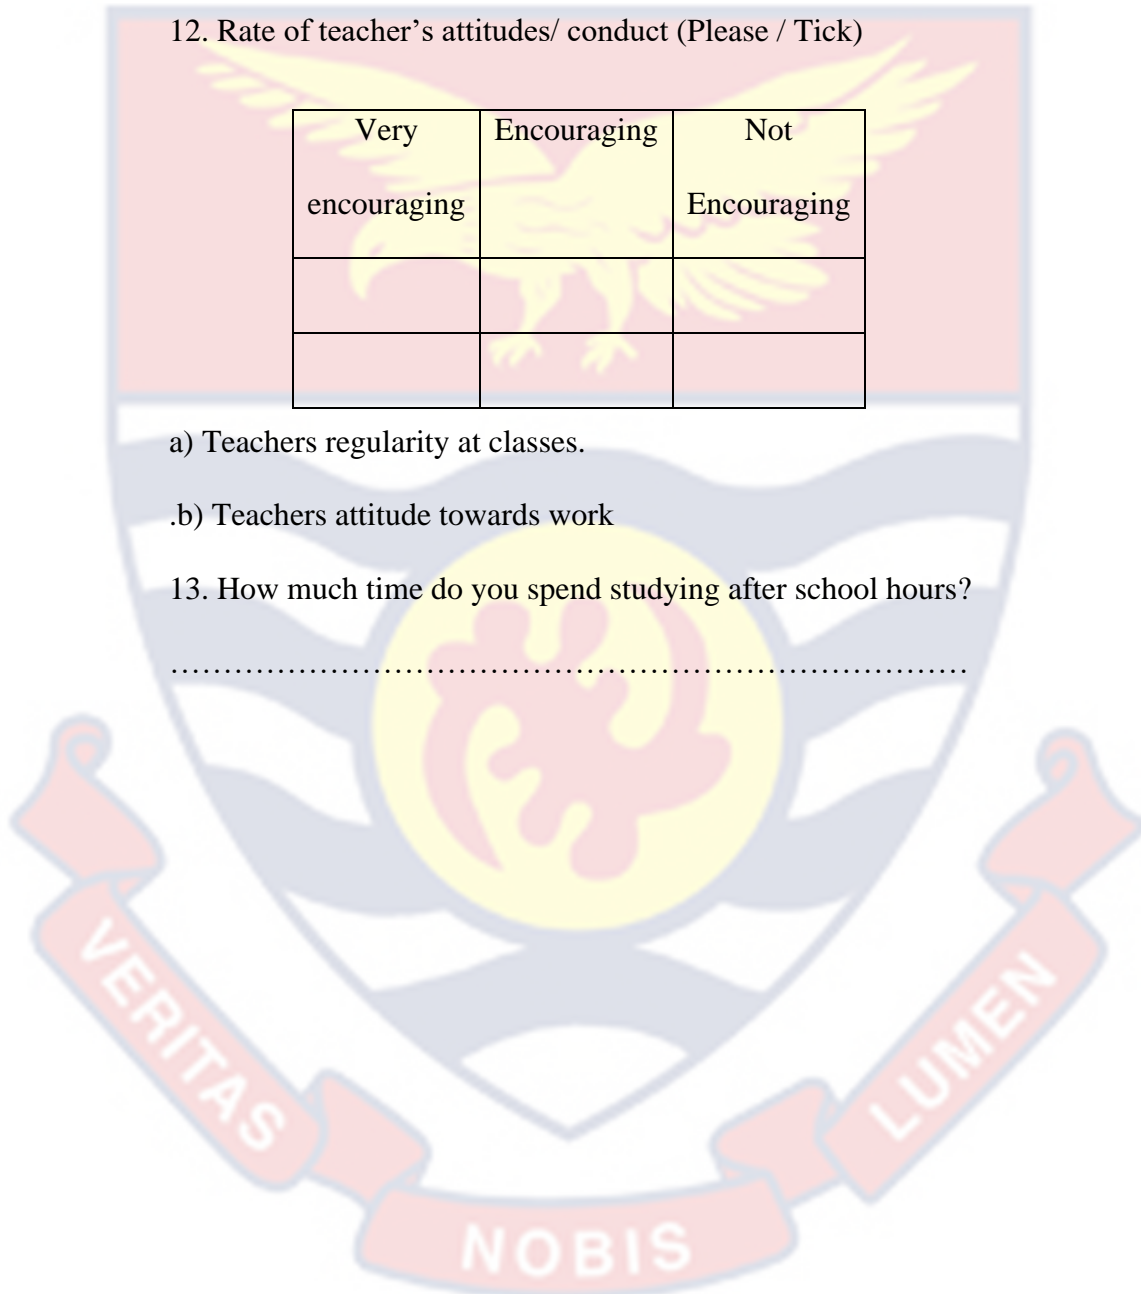 12. Rate of teacher’s attitudes/ conduct (Please / Tick)
Very Encouraging Not
encouraging Encouraging
a) Teachers regularity at classes.
.b) Teachers attitude towards work
13. How much time do you spend studying after school hours?
……………………………………………………………………
VERITAS
NOBIS
LUMEN